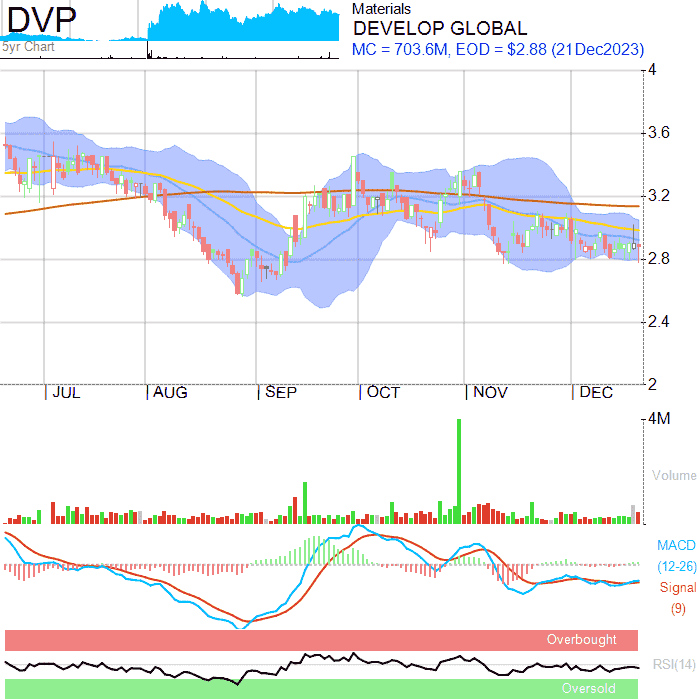 DVP
5yr Chart
Materials
DEVELOP GLOBAL
MC = 703.6M, EOD = $2.88 (21Dec2023)
4
3.6
3.2
2.8
2.4
2
JUL AUG SEP OCT NOV DEC
4M
Volume
MACD
(12-26)
Signal
(9)
Overbought
RSI(14)
Oversold